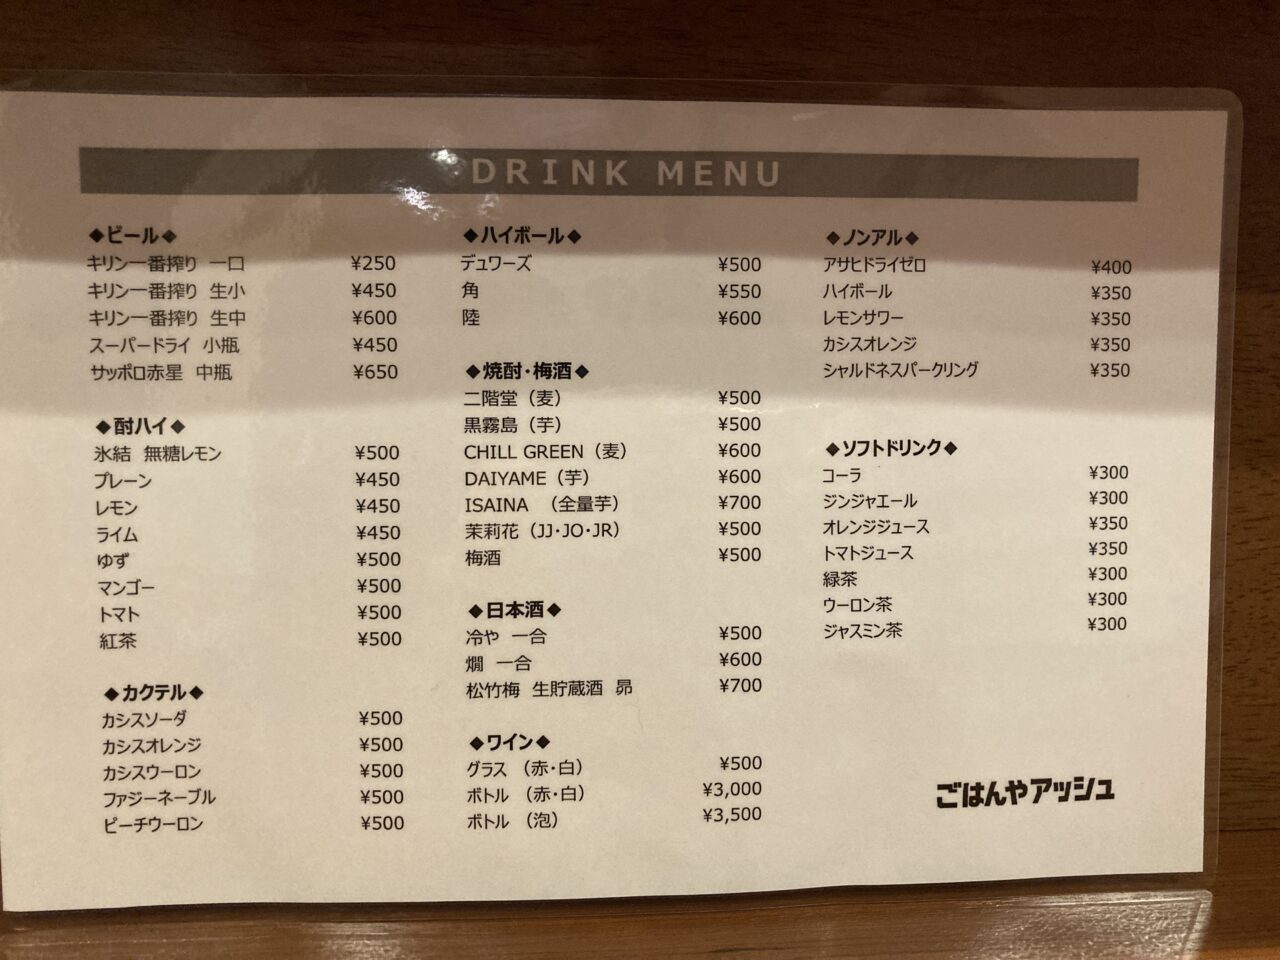 DRINK MENU
◆ビール◆
キリン一番搾り 一口 ¥250
キリン一番搾り 生小 ¥450
キリン一番搾り 生中 ¥600
スーパードライ 小瓶 ¥450
サッポロ赤星 中瓶 ¥650
◆酎ハイ◆
氷結 無糖レモン ¥500
プレーン ¥450
レモン ¥450
ライム ¥450
ゆず ¥500
マンゴー ¥500
トマト ¥500
紅茶 ¥500
◆カクテル◆
カシスソーダ ¥500
カシスオレンジ ¥500
カシスウーロン ¥500
ファジーネーブル ¥500
ピーチウーロン ¥500
◆ハイボール◆
デュワーズ ¥500
角 ¥550
陸 ¥600
◆焼酎・梅酒◆
二階堂（麦） ¥500
黒霧島（芋） ¥500
CHILL GREEN（麦） ¥600
DAIYAME（芋） ¥600
ISAINA （全量芋） ¥700
茉莉花（JJ・JO・JR） ¥500
梅酒 ¥500
◆日本酒◆
冷や 一合 ¥500
燗 一合 ¥600
松竹梅 生貯蔵酒 昴 ¥700
◆ワイン◆
グラス （赤・白） ¥500
ボトル （赤・白） ¥3,000
ボトル （泡） ¥3,500
◆ノンアル◆
アサヒドライゼロ ¥400
ハイボール ¥350
レモンサワー ¥350
カシスオレンジ ¥350
シャルドネスパークリング ¥350
◆ソフトドリンク◆
コーラ ¥300
ジンジャエール ¥300
オレンジジュース ¥350
トマトジュース ¥350
緑茶 ¥300
ウーロン茶 ¥300
ジャスミン茶 ¥300
ごはんやアッシュ